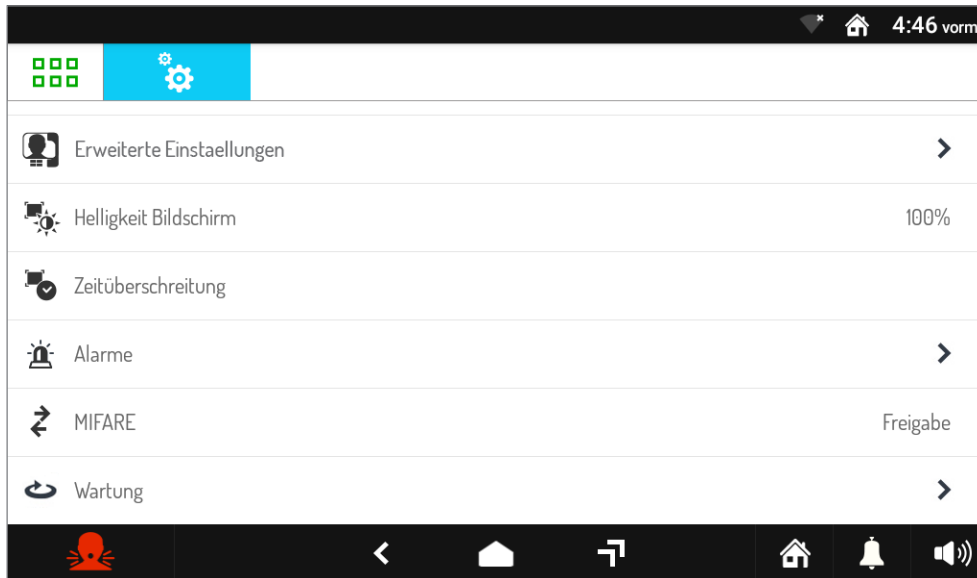 4:46 vorm
Erweiterte Einstaellungen
Helligkeit Bildschirm 100%
Zeitüberschreitung
Alarme
MIFARE Freigabe
Wartung